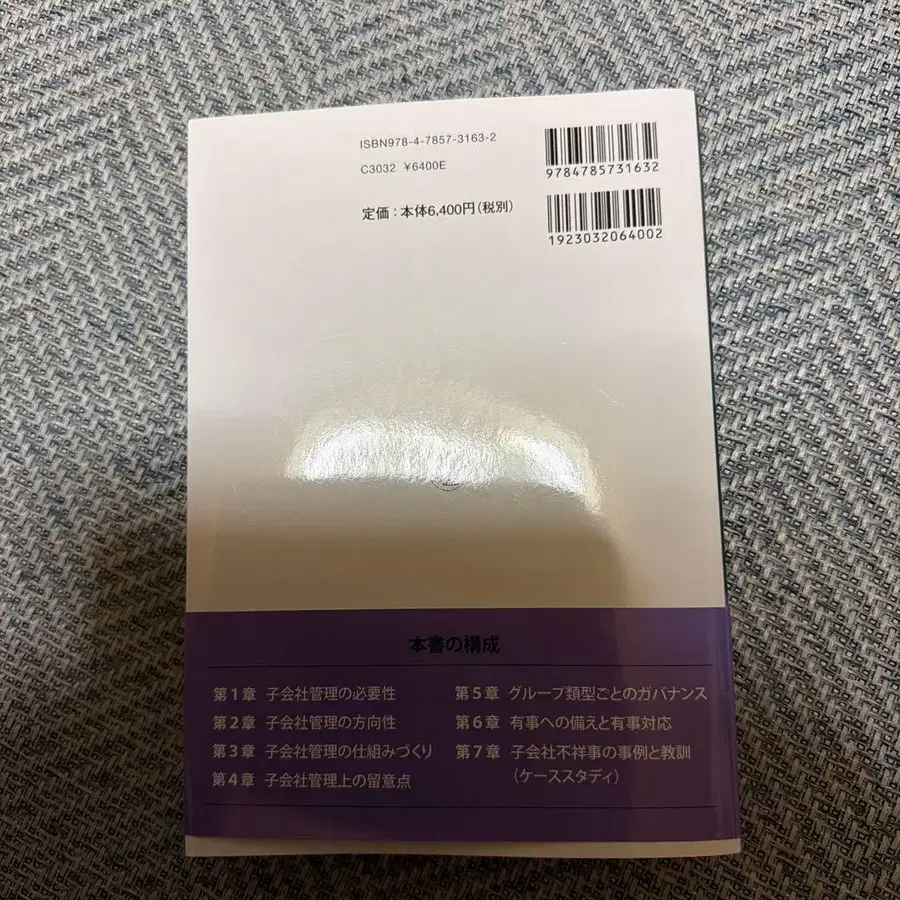 ISBN978-4-7857-3163-2
C3032 ¥6400E
定価：本体6,400円(税別)
9784785731632
1923032064002
本書の構成
第1章 子会社管理の必要性
第2章 子会社管理の方向性
第3章 子会社管理の仕組みづくり
第4章 子会社管理上の留意点
第5章 グループ類型ごとのガバナンス
第6章 有事への備えと有事対応
第7章 子会社不祥事の事例と教訓
（ケーススタディ）